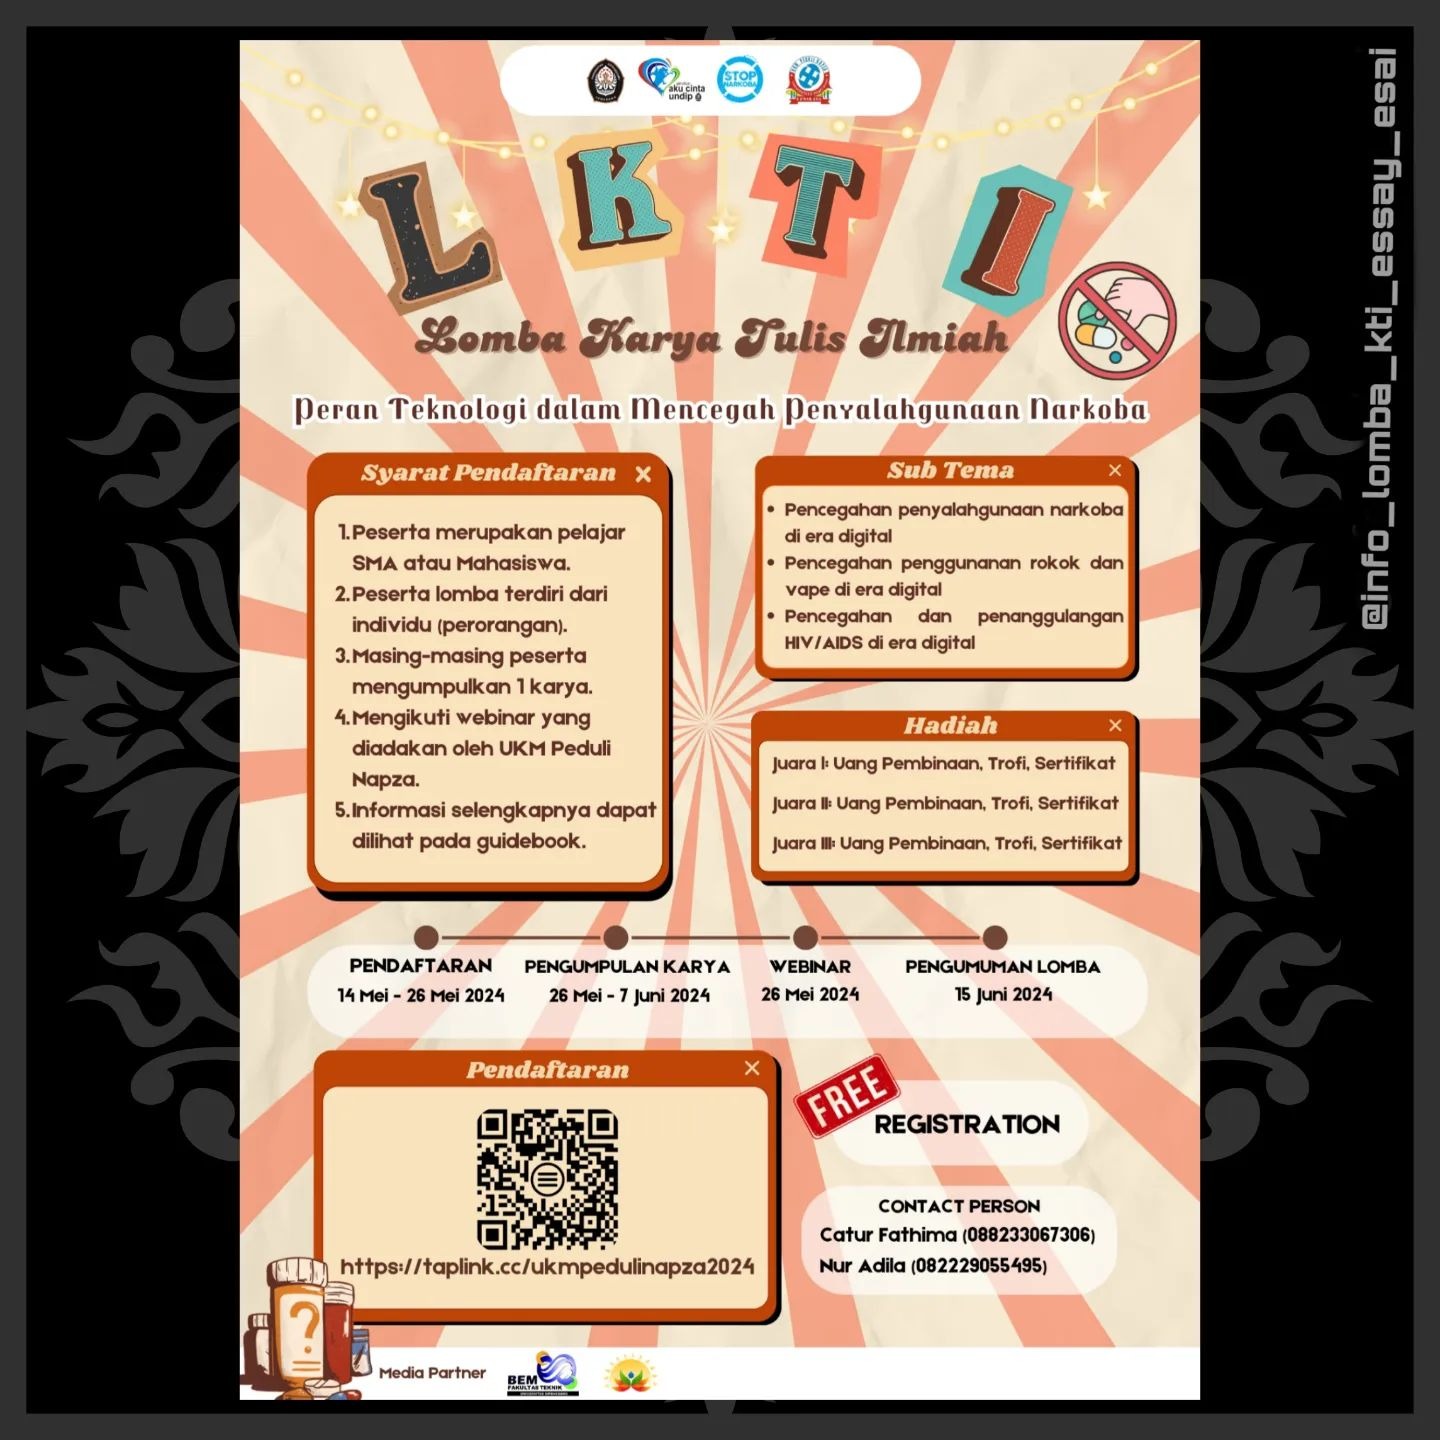 aku cinta
undip
STOP
NARKOBA
LKTI
Lomba Karya Tulis Ilmiah
Peran Teknologi dalam Mencegah Penyalahgunaan Narkoba
Syarat Pendaftaran
1. Peserta merupakan pelajar
SMA atau Mahasiswa.
2. Peserta lomba terdiri dari
individu (perorangan).
3. Masing-masing peserta
mengumpulkan 1 karya.
4. Mengikuti webinar yang
diadakan oleh UKM Peduli
Napza.
5. Informasi selengkapnya dapat
dilihat pada guidebook.
Sub Tema
• Pencegahan penyalahgunaan narkoba
di era digital
• Pencegahan penggunanan rokok dan
vape di era digital
• Pencegahan dan penanggulangan
HIV/AIDS di era digital
Hadiah
Juara I: Uang Pembinaan, Trofi, Sertifikat
Juara II: Uang Pembinaan, Trofi, Sertifikat
Juara III: Uang Pembinaan, Trofi, Sertifikat
PENDAFTARAN
14 Mei - 26 Mei 2024
PENGUMPULAN KARYA
26 Mei - 7 Juni 2024
WEBINAR
26 Mei 2024
PENGUMUMAN LOMBA
15 Juni 2024
Pendaftaran
https://taplink.cc/ukmpedulinapza2024
FREE
REGISTRATION
CONTACT PERSON
Catur Fathima (088233067306)
Nur Adila (082229055495)
?
Media Partner
BEM
FAKULTAS TEKNIK
@info_lomba_kti_essay_esai